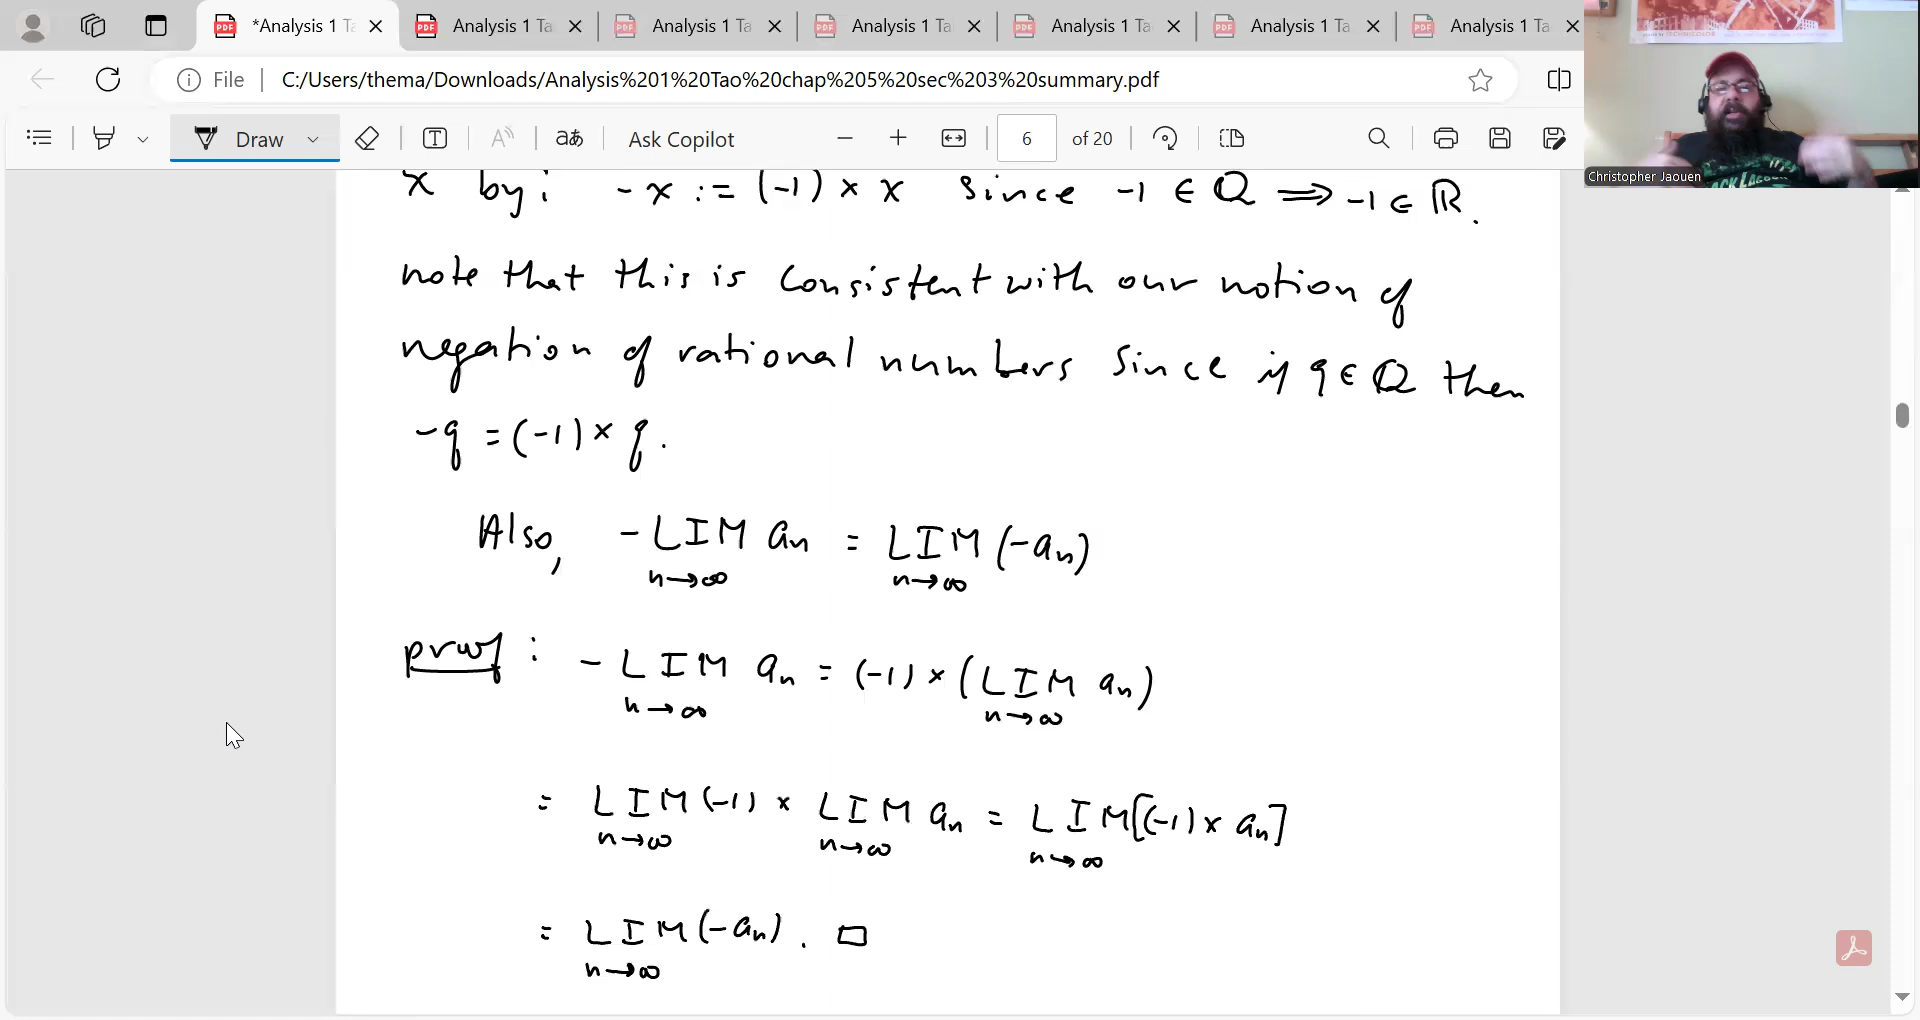 *Analysis 1 Ta
Analysis 1 Ta
Analysis 1 Ta
Analysis 1 Ta
Analysis 1 Ta
Analysis 1 Ta
Analysis 1 Ta
File
C:/Users/thema/Downloads/Analysis%201%20Tao%20chap%205%20sec%203%20summary.pdf
Draw
Ask Copilot
6 of 20
TECHNICOLOR
Christopher Jaouen
x by: -x := (-1) × x since -1 ∈ ℚ ⟹ -1 ∈ ℝ.
note that this is consistent with our notion of
negation of rational numbers since if q ∈ ℚ then
-q = (-1) × q.
Also, - LIM aₙ = LIM (-aₙ)
n→∞ n→∞
proof: - LIM aₙ = (-1) × (LIM aₙ)
n→∞ n→∞
= LIM (-1) × LIM aₙ = LIM [(-1) × aₙ]
n→∞ n→∞ n→∞
= LIM (-aₙ). □
n→∞